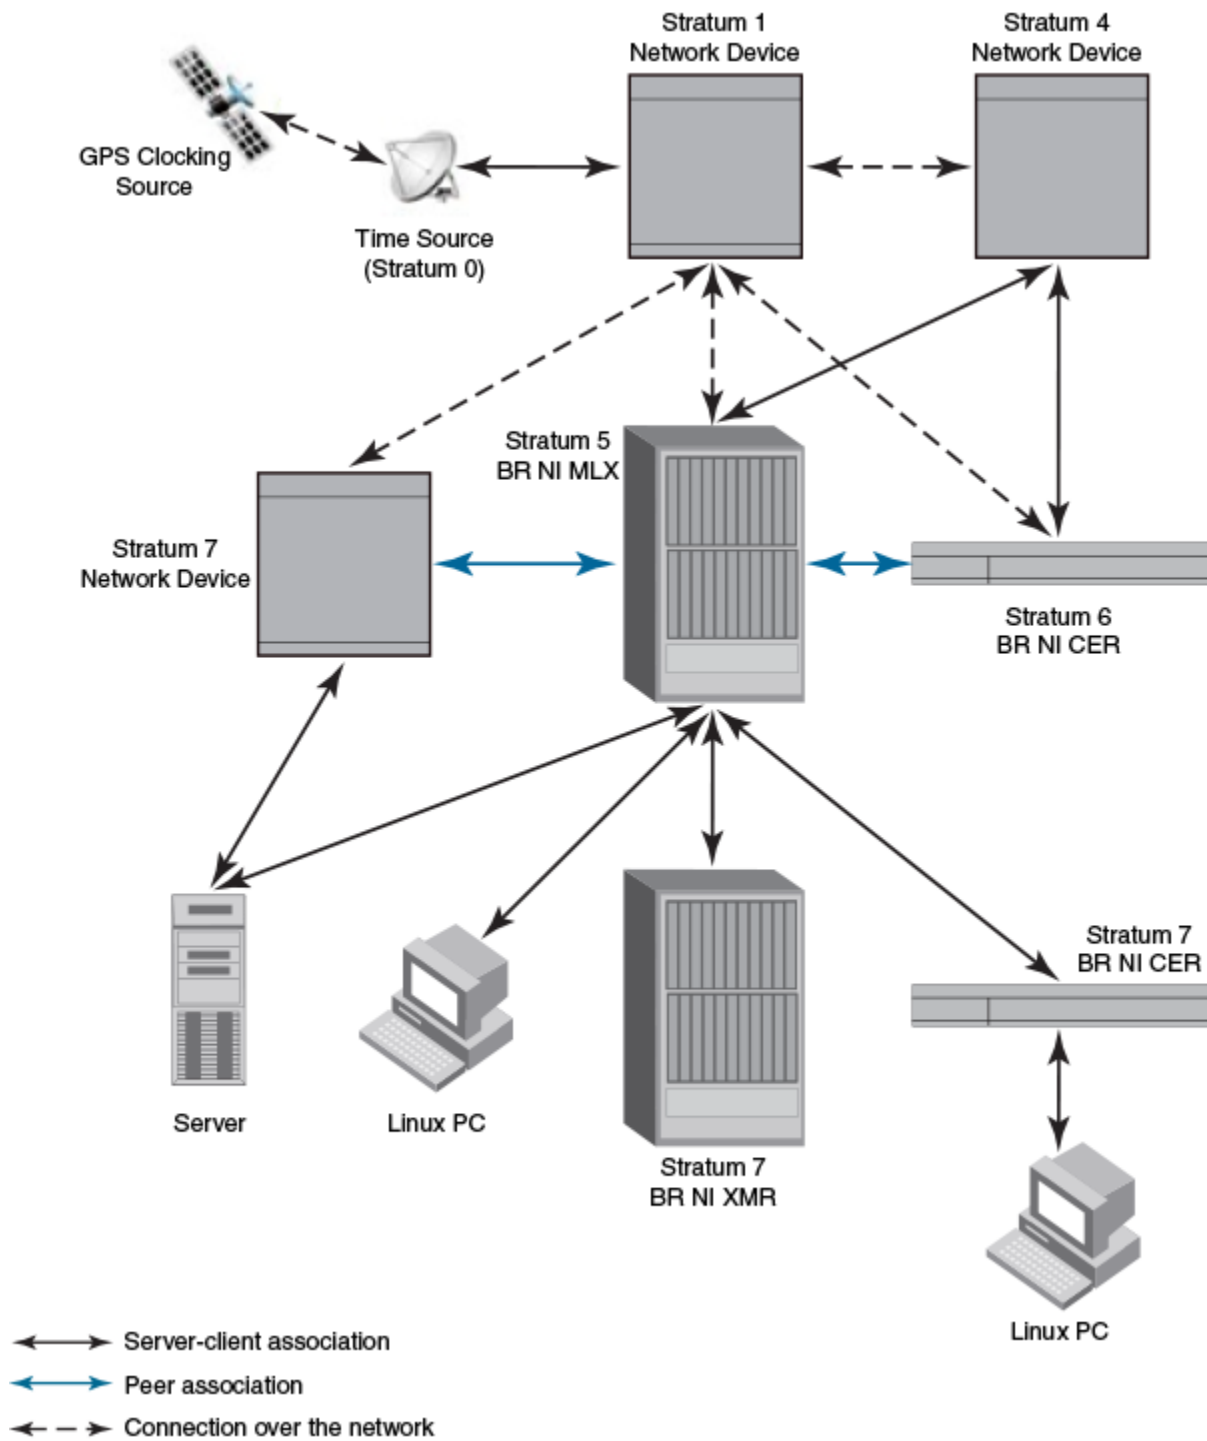 Stratum 1
Network Device
Stratum 4
Network Device
GPS Clocking
Source
Time Source
(Stratum 0)
Stratum 5
BR NI MLX
Stratum 7
Network Device
Stratum 6
BR NI CER
Stratum 7
BR NI CER
Server
Linux PC
Stratum 7
BR NI XMR
Linux PC
Server-client association
Peer association
Connection over the network